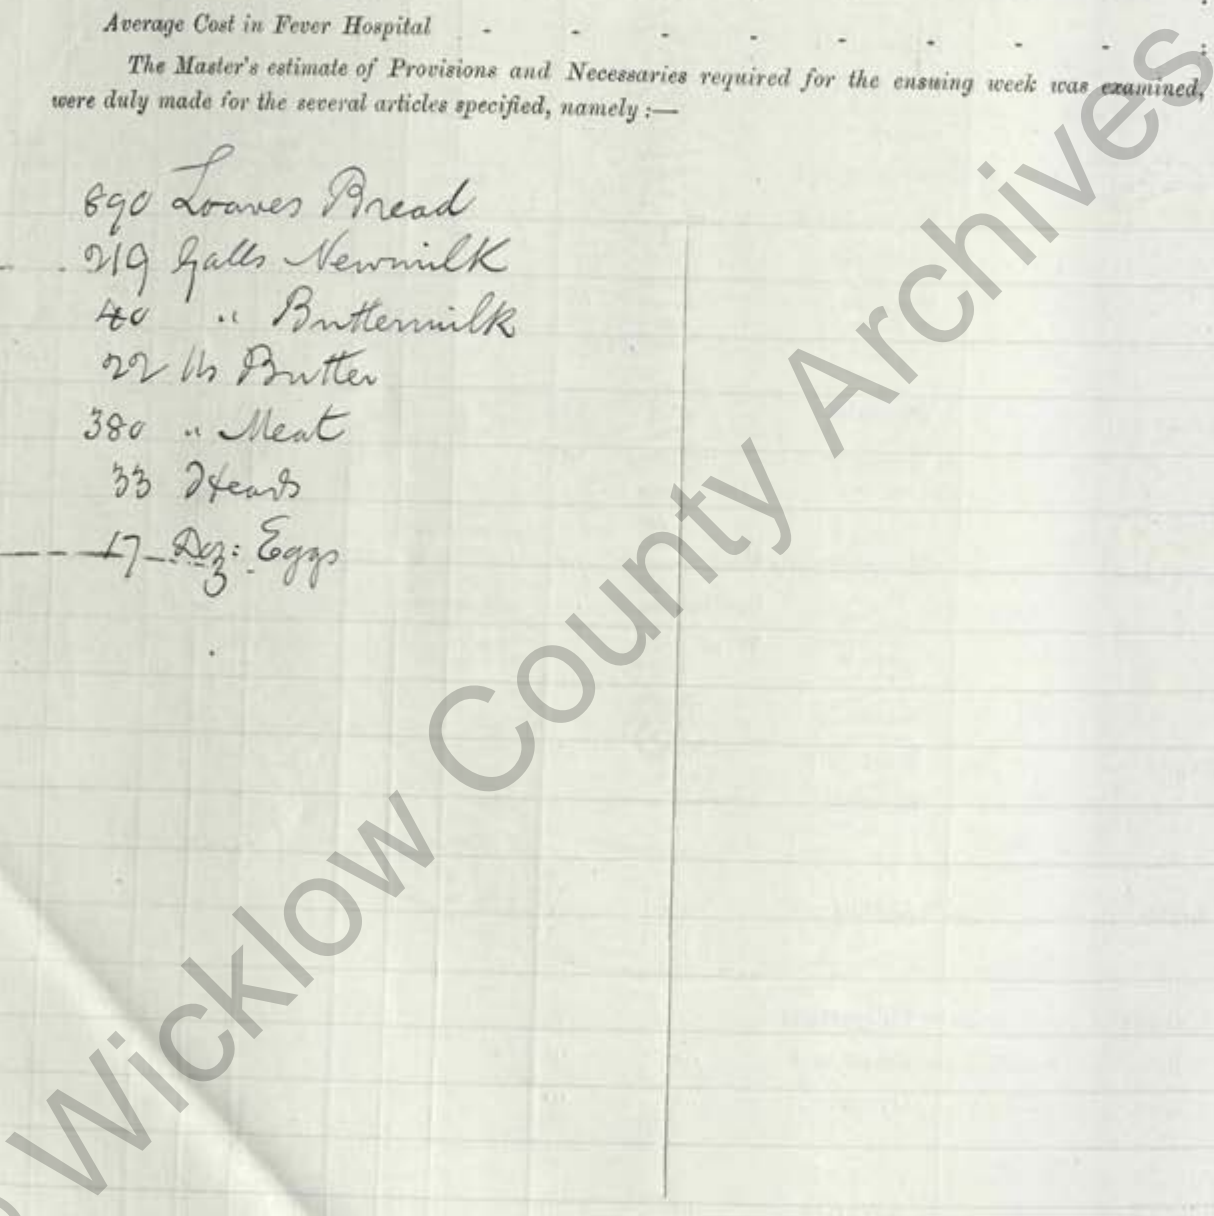 Average Cost in Fever Hospital - - - - - - - - :
The Master's estimate of Provisions and Necessaries required for the ensuing week was examined,
were duly made for the several articles specified, namely :—
890 Loaves Bread
219 Galls Newmilk
40 " Buttermilk
22 lbs Butter
380 " Meat
33 Heads
17 Doz: Eggs
Wicklow County Archives